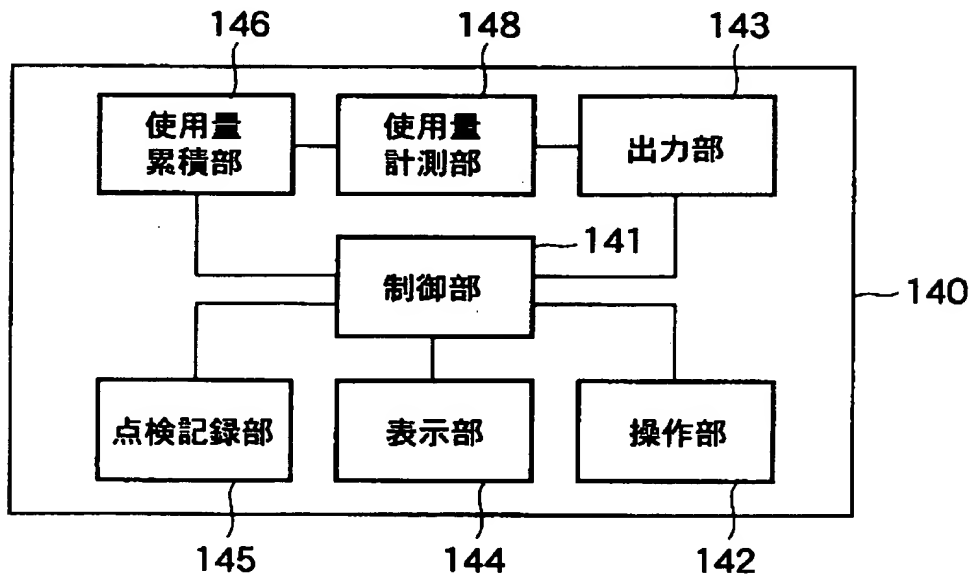 146
148
143
使用量
累積部
使用量
計測部
出力部
141
制御部
140
点検記録部
表示部
操作部
145
144
142